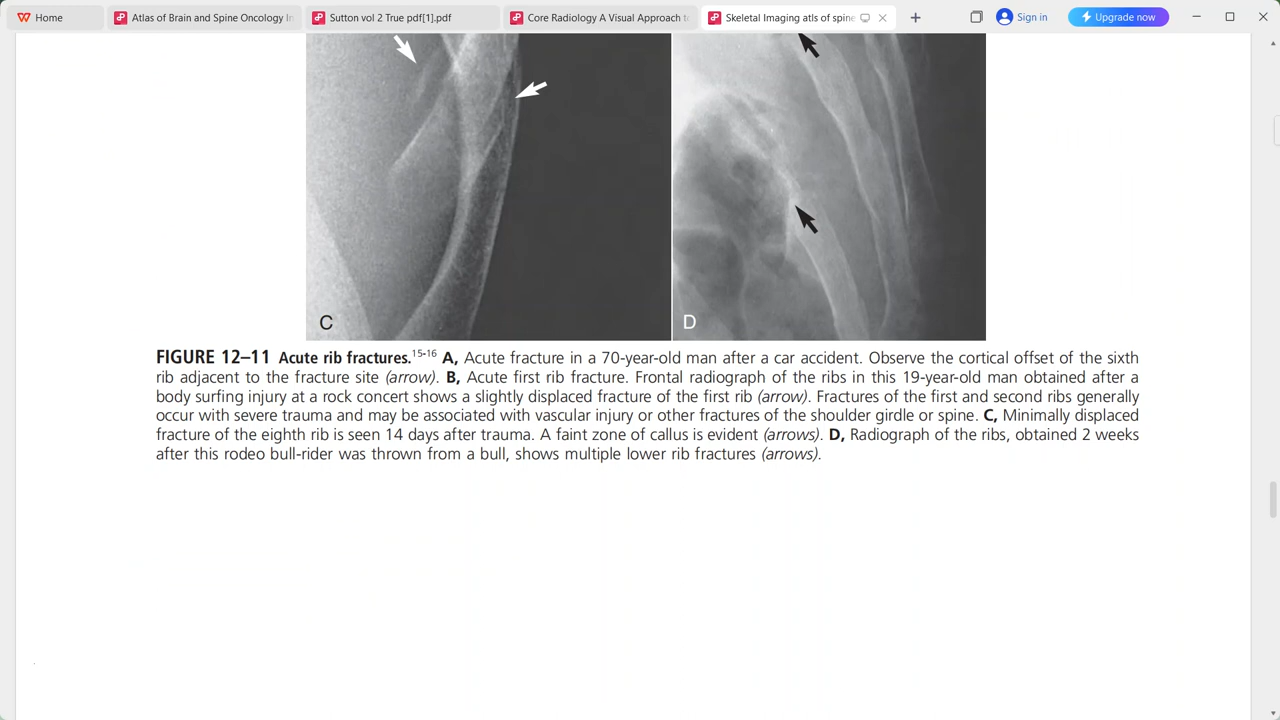 Home
Atlas of Brain and Spine Oncology I
Sutton vol 2 True pdf[1].pdf
Core Radiology A Visual Approach t
Skeletal Imaging atls of spine
Sign in
Upgrade now
C
D
FIGURE 12–11 Acute rib fractures.15-16 A, Acute fracture in a 70-year-old man after a car accident. Observe the cortical offset of the sixth
rib adjacent to the fracture site (arrow). B, Acute first rib fracture. Frontal radiograph of the ribs in this 19-year-old man obtained after a
body surfing injury at a rock concert shows a slightly displaced fracture of the first rib (arrow). Fractures of the first and second ribs generally
occur with severe trauma and may be associated with vascular injury or other fractures of the shoulder girdle or spine. C, Minimally displaced
fracture of the eighth rib is seen 14 days after trauma. A faint zone of callus is evident (arrows). D, Radiograph of the ribs, obtained 2 weeks
after this rodeo bull-rider was thrown from a bull, shows multiple lower rib fractures (arrows).